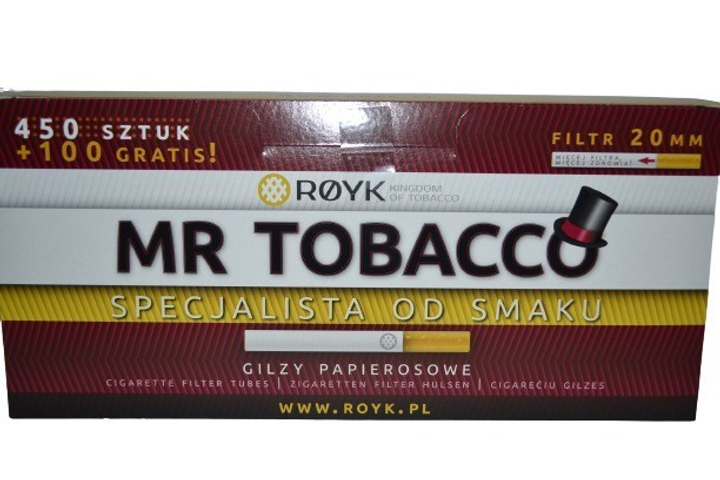 450 SZTUK
+100 GRATIS!
FILTR 20MM
WIĘCEJ FILTRA,
WIĘCEJ ZDROWIA!
RØYK KINGDOM
OF TOBACCO
MR TOBACCO
SPECJALISTA OD SMAKU
GILZY PAPIEROSOWE
CIGARETTE FILTER TUBES | ZIGARETTEN FILTER HULSEN | CIGAREČIU GILZES
WWW.ROYK.PL